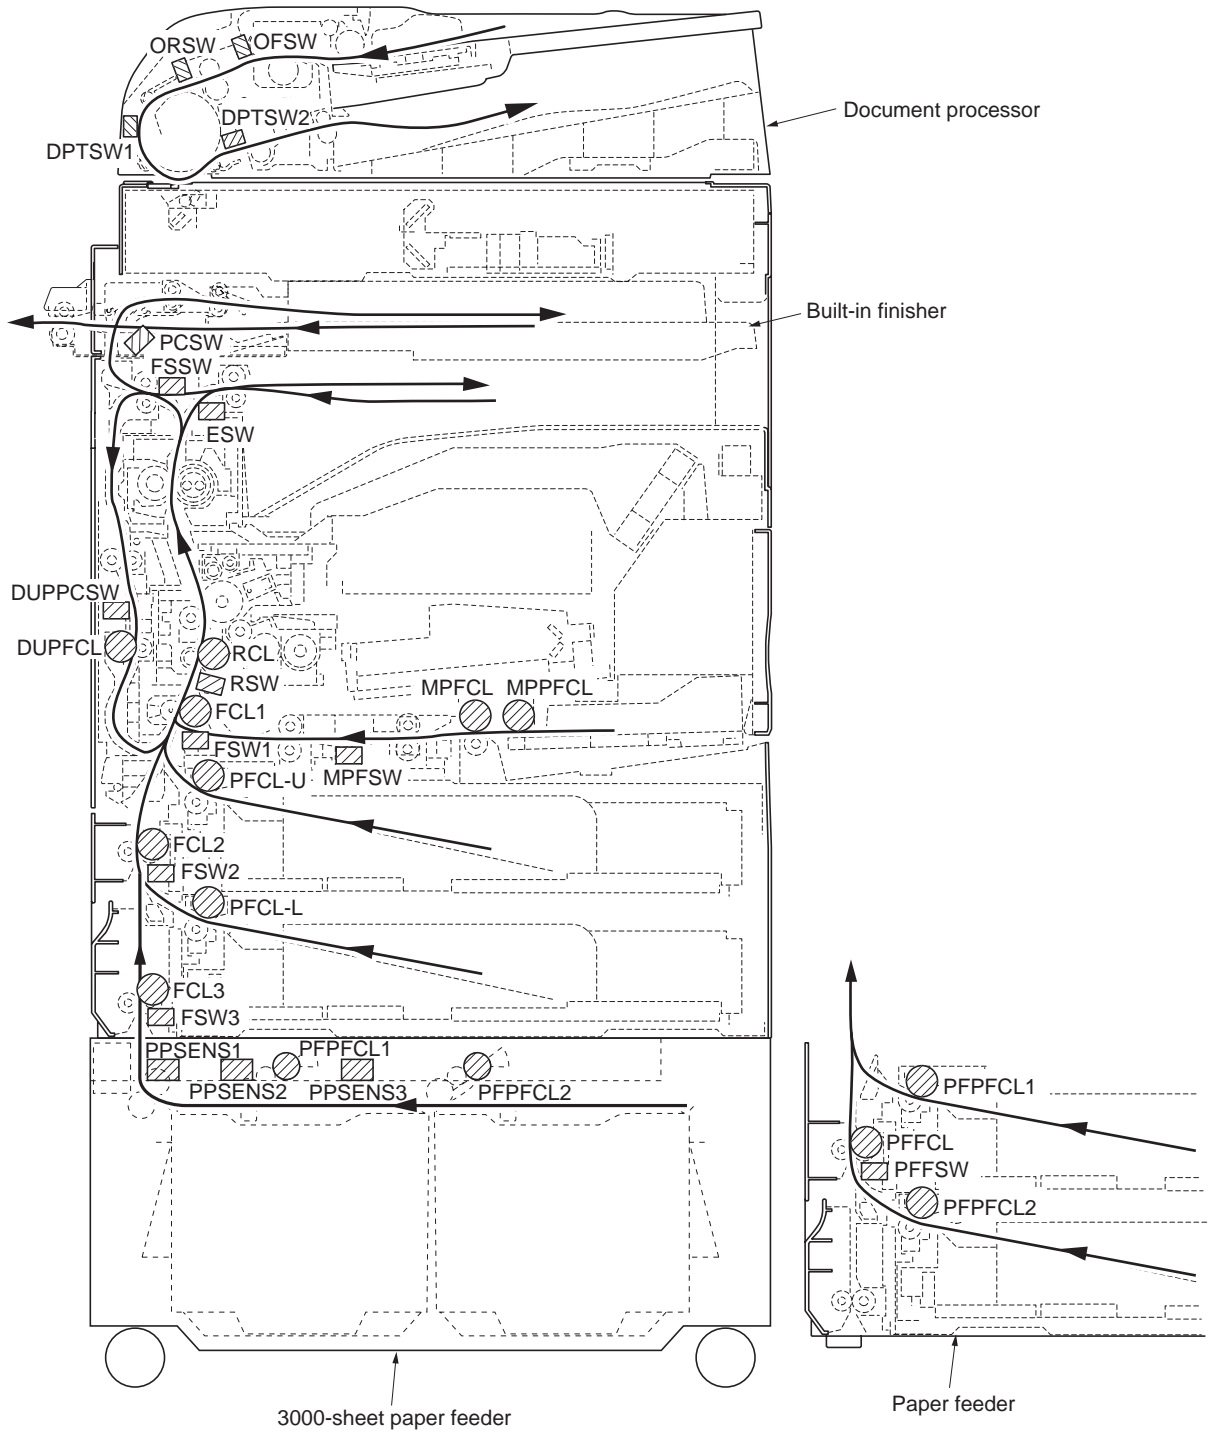 ORSW
OFSW
DPTSW2
DPTSW1
Document processor
Built-in finisher
PCSW
FSSW
ESW
DUPPCSW
DUPFCL
RCL
RSW
MPFCL
MPPFCL
FCL1
FSW1
MPFSW
PFCL-U
FCL2
FSW2
PFCL-L
FCL3
FSW3
PPSENS1
PFPFCL1
PPSENS2
PPSENS3
PFPFCL2
PFPFCL1
PFFCL
PFFSW
PFPFCL2
3000-sheet paper feeder
Paper feeder